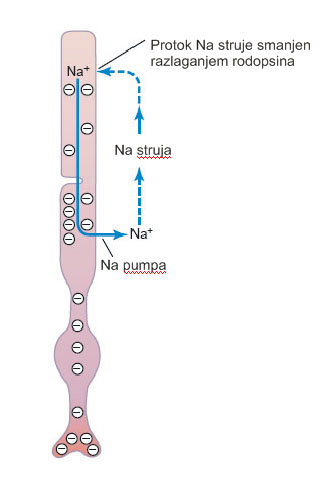 Protok Na struje smanjen
razlaganjem rodopsina
Na⁺
Na struja
Na⁺
Na pumpa